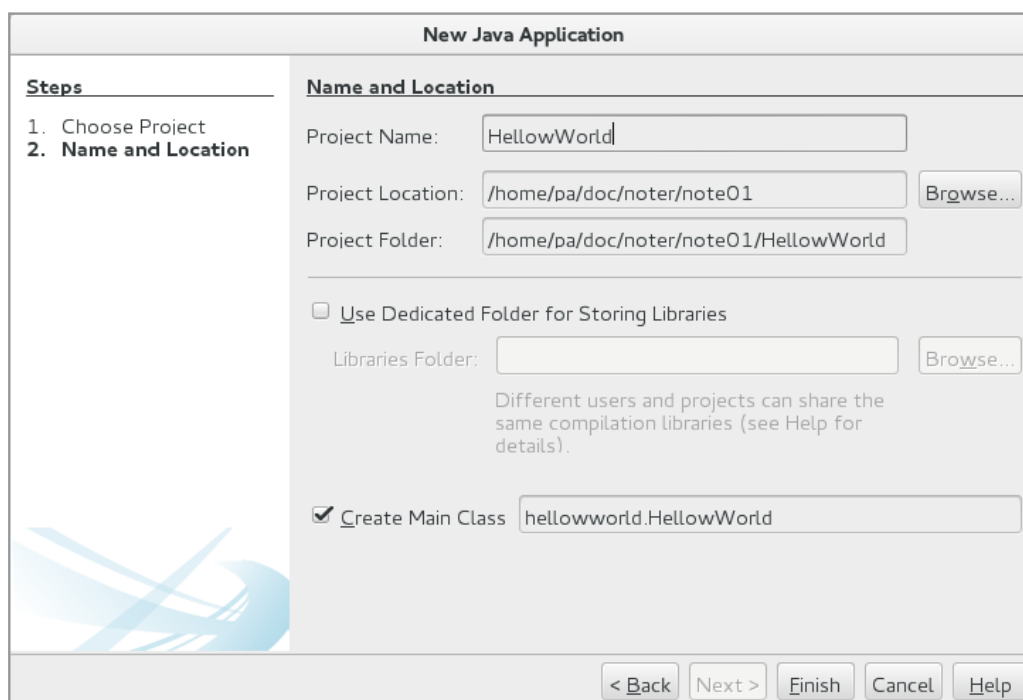 New Java Application
Steps
1. Choose Project
2. Name and Location
Name and Location
Project Name: HellowWorld
Project Location: /home/pa/doc/noter/note01 Browse...
Project Folder: /home/pa/doc/noter/note01/HellowWorld
Use Dedicated Folder for Storing Libraries
Libraries Folder: Browse...
Different users and projects can share the
same compilation libraries (see Help for
details).
Create Main Class hellowworld.HellowWorld
< Back Next > Finish Cancel Help